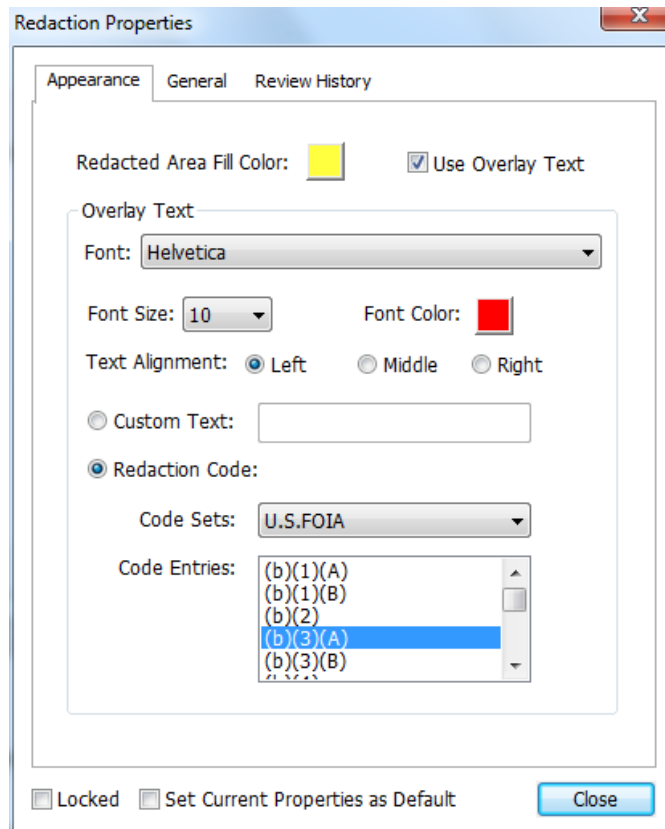 Redaction Properties
x
Appearance General Review History
Redacted Area Fill Color: Use Overlay Text
Overlay Text
Font: Helvetica
Font Size: 10 Font Color:
Text Alignment: Left Middle Right
Custom Text:
Redaction Code:
Code Sets: U.S.FOIA
Code Entries: (b)(1)(A)
(b)(1)(B)
(b)(2)
(b)(3)(A)
(b)(3)(B)
Locked Set Current Properties as Default Close